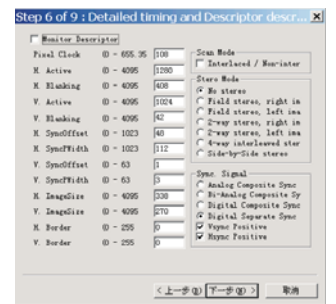 Step 6 of 9 : Detailed timing and Descriptor descr...
Monitor Descriptor
Pixel Clock (0 - 655.35 108
H Active (0 - 4095 1280
H Blanking (0 - 4095 408
V. Active (0 - 4095 1024
V. Blanking (0 - 4095 42
H SyncOffset (0 - 1023 48
H SyncPWidth (0 - 1023 112
V. SyncOffset (0 - 63 1
V. SyncPWidth (0 - 63 3
H. ImageSize (0 - 4095 338
V. ImageSize (0 - 4095 270
H Border (0 - 255 0
V. Border (0 - 255 0
Scan Mode
Interlaced / Non-inter
Stero Mode
No stereo
Field stereo, right in
Field stereo, left ima
2-way stereo, right in
2-way stereo, left ima
4-way interleaved ster
Side-by-Side stereo
Sync. Signal
Analog Composite Sync
Bi-Analog Composite Sy
Digital Composite Sync
Digital Separate Sync
Vsync Positive
Hsync Positive
<上一步(B) 下一步(N) > 取消